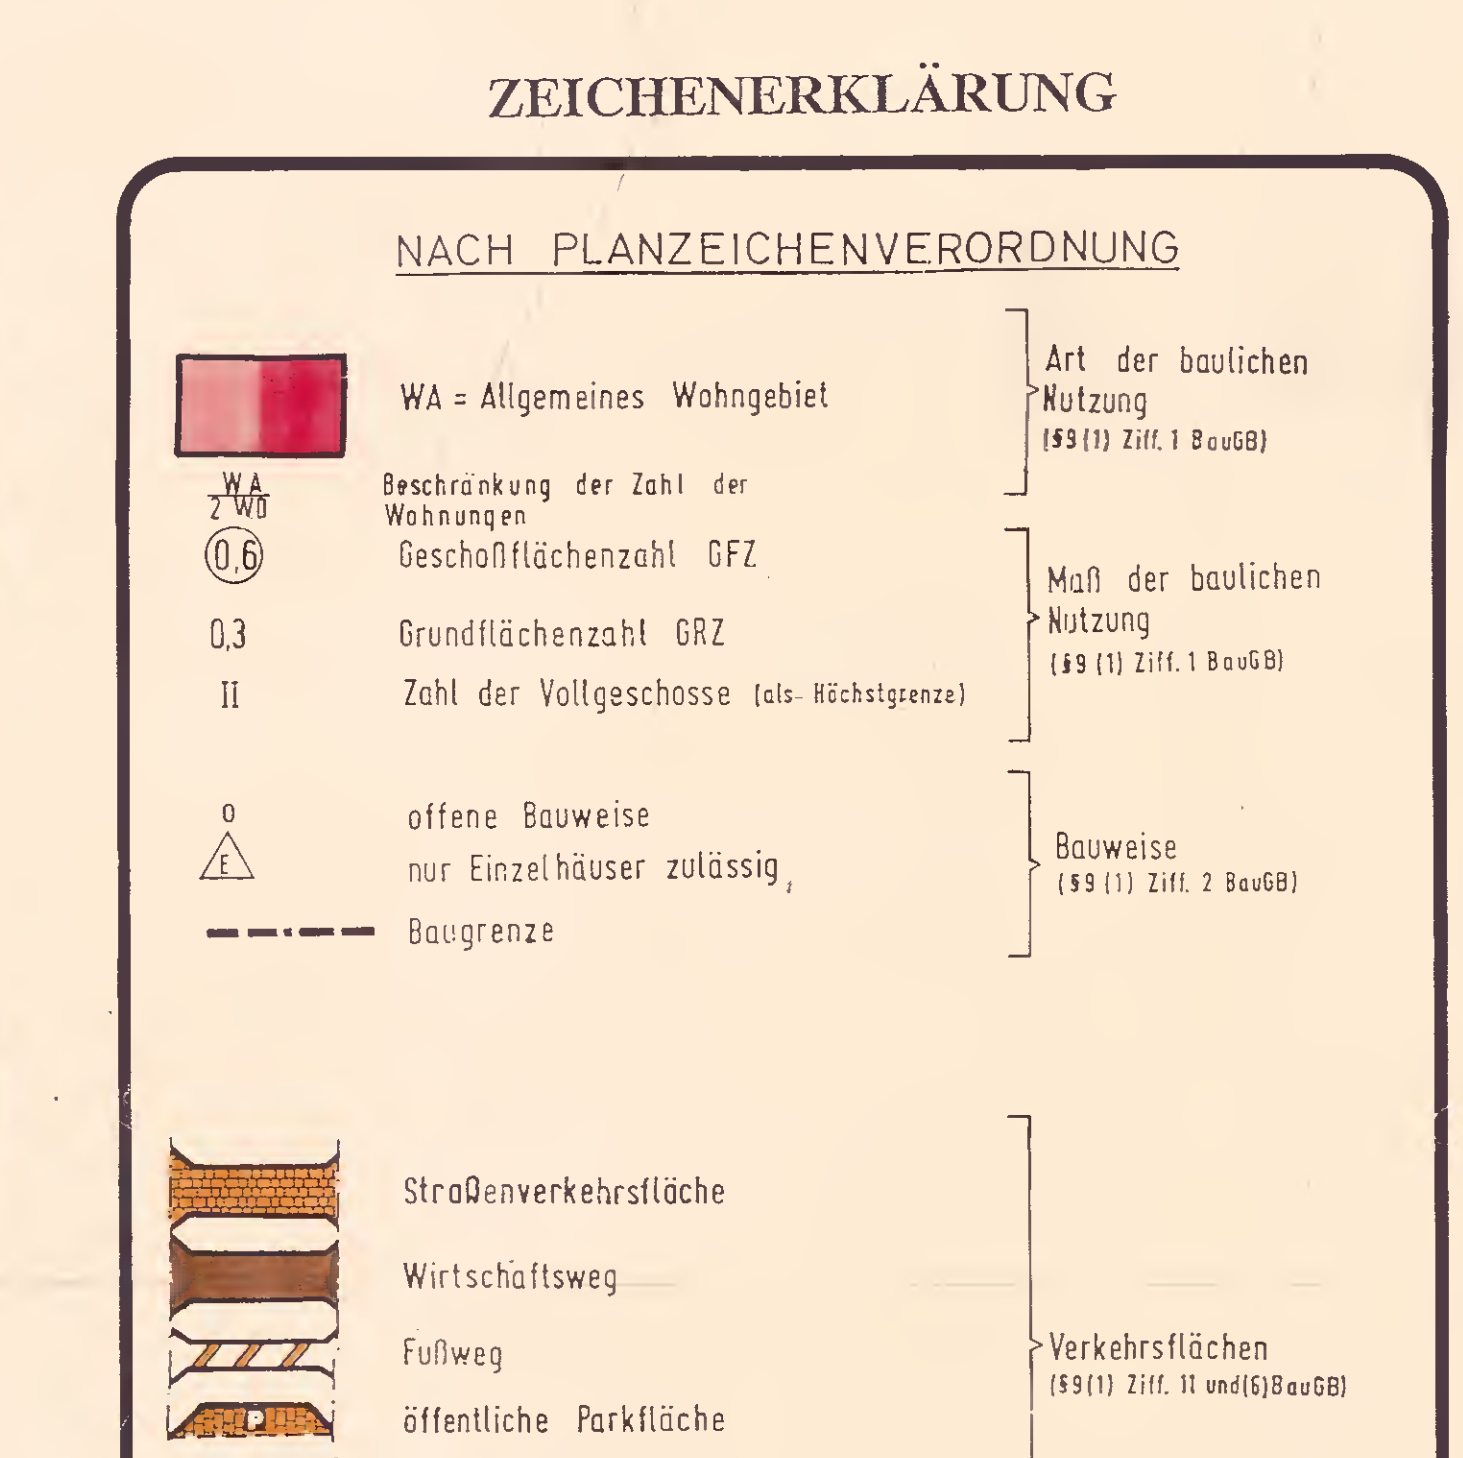 ZEICHENERKLÄRUNG
NACH PLANZEICHENVERORDNUNG
WA = Allgemeines Wohngebiet
Art der baulichen
Nutzung
(§9(1) Ziff. 1 BauGB)
WA
2 WO
Beschränkung der Zahl der
Wohnungen
0,6
Geschoßflächenzahl GFZ
0,3
Grundflächenzahl GRZ
II
Zahl der Vollgeschosse (als-Höchstgrenze)
Maß der baulichen
Nutzung
(§9 (1) Ziff. 1 BauGB)
0
offene Bauweise
E
nur Einzelhäuser zulässig,
Baugrenze
Bauweise
(§9 (1) Ziff. 2 BauGB)
Straßenverkehrsfläche
Wirtschaftsweg
Fußweg
P
öffentliche Parkfläche
Verkehrsflächen
(§9(1) Ziff. 11 und(6)BauGB)